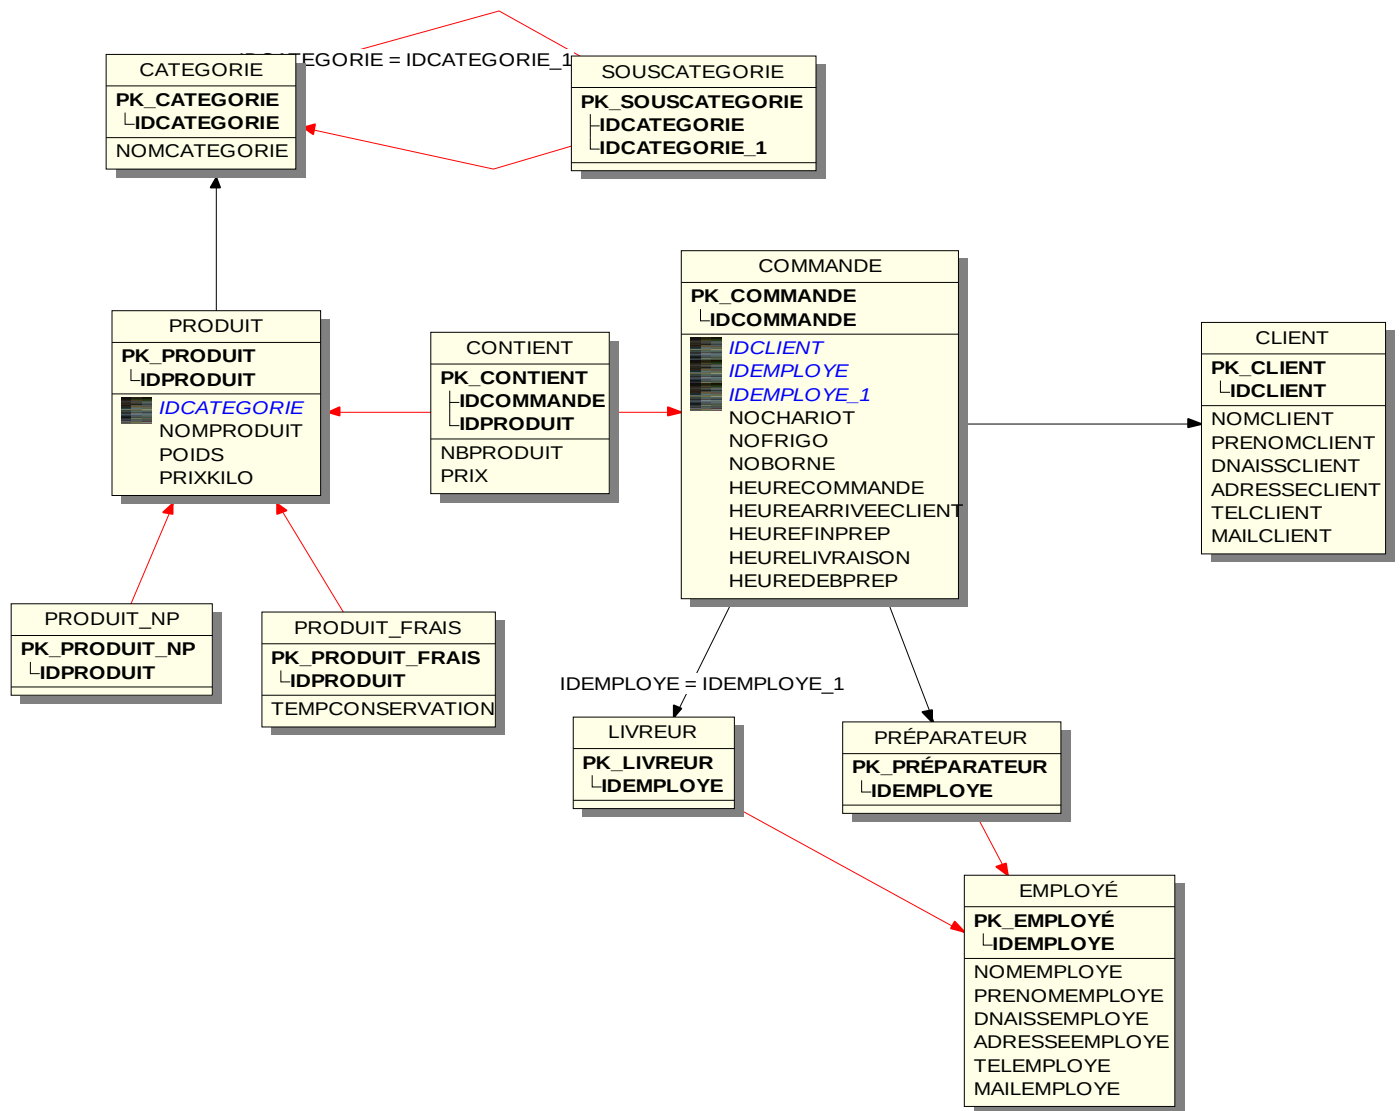 IDCATEGORIE = IDCATEGORIE_1
CATEGORIE
PK_CATEGORIE
IDCATEGORIE
NOMCATEGORIE
SOUSCATEGORIE
PK_SOUSCATEGORIE
IDCATEGORIE
IDCATEGORIE_1
PRODUIT
PK_PRODUIT
IDPRODUIT
IDCATEGORIE
NOMPRODUIT
POIDS
PRIXKILO
CONTIENT
PK_CONTIENT
IDCOMMANDE
IDPRODUIT
NBPRODUIT
PRIX
COMMANDE
PK_COMMANDE
IDCOMMANDE
IDCLIENT
IDEMPLOYE
IDEMPLOYE_1
NOCHARIOT
NOFRIGO
NOBORNE
HEURECOMMANDE
HEUREARRIVEECLIENT
HEUREFINPREP
HEURELIVRAISON
HEUREDEBPREP
CLIENT
PK_CLIENT
IDCLIENT
NOMCLIENT
PRENOMCLIENT
DNAISSCLIENT
ADRESSECLIENT
TELCLIENT
MAILCLIENT
PRODUIT_NP
PK_PRODUIT_NP
IDPRODUIT
PRODUIT_FRAIS
PK_PRODUIT_FRAIS
IDPRODUIT
TEMPCONSERVATION
IDEMPLOYE = IDEMPLOYE_1
LIVREUR
PK_LIVREUR
IDEMPLOYE
PRÉPARATEUR
PK_PRÉPARATEUR
IDEMPLOYE
EMPLOYÉ
PK_EMPLOYÉ
IDEMPLOYE
NOMEMPLOYE
PRENOMEMPLOYE
DNAISSEMPLOYE
ADRESSEEMPLOYE
TELEMPLOYE
MAILEMPLOYE